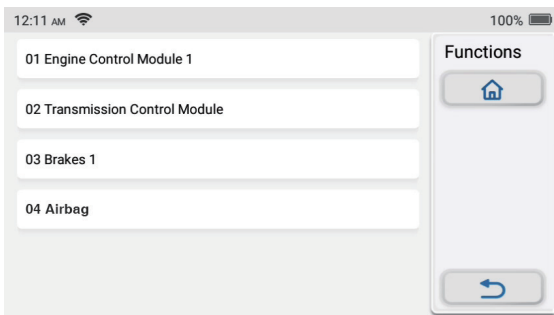 12:11 AM 100%
01 Engine Control Module 1
Functions
02 Transmission Control Module
03 Brakes 1
04 Airbag